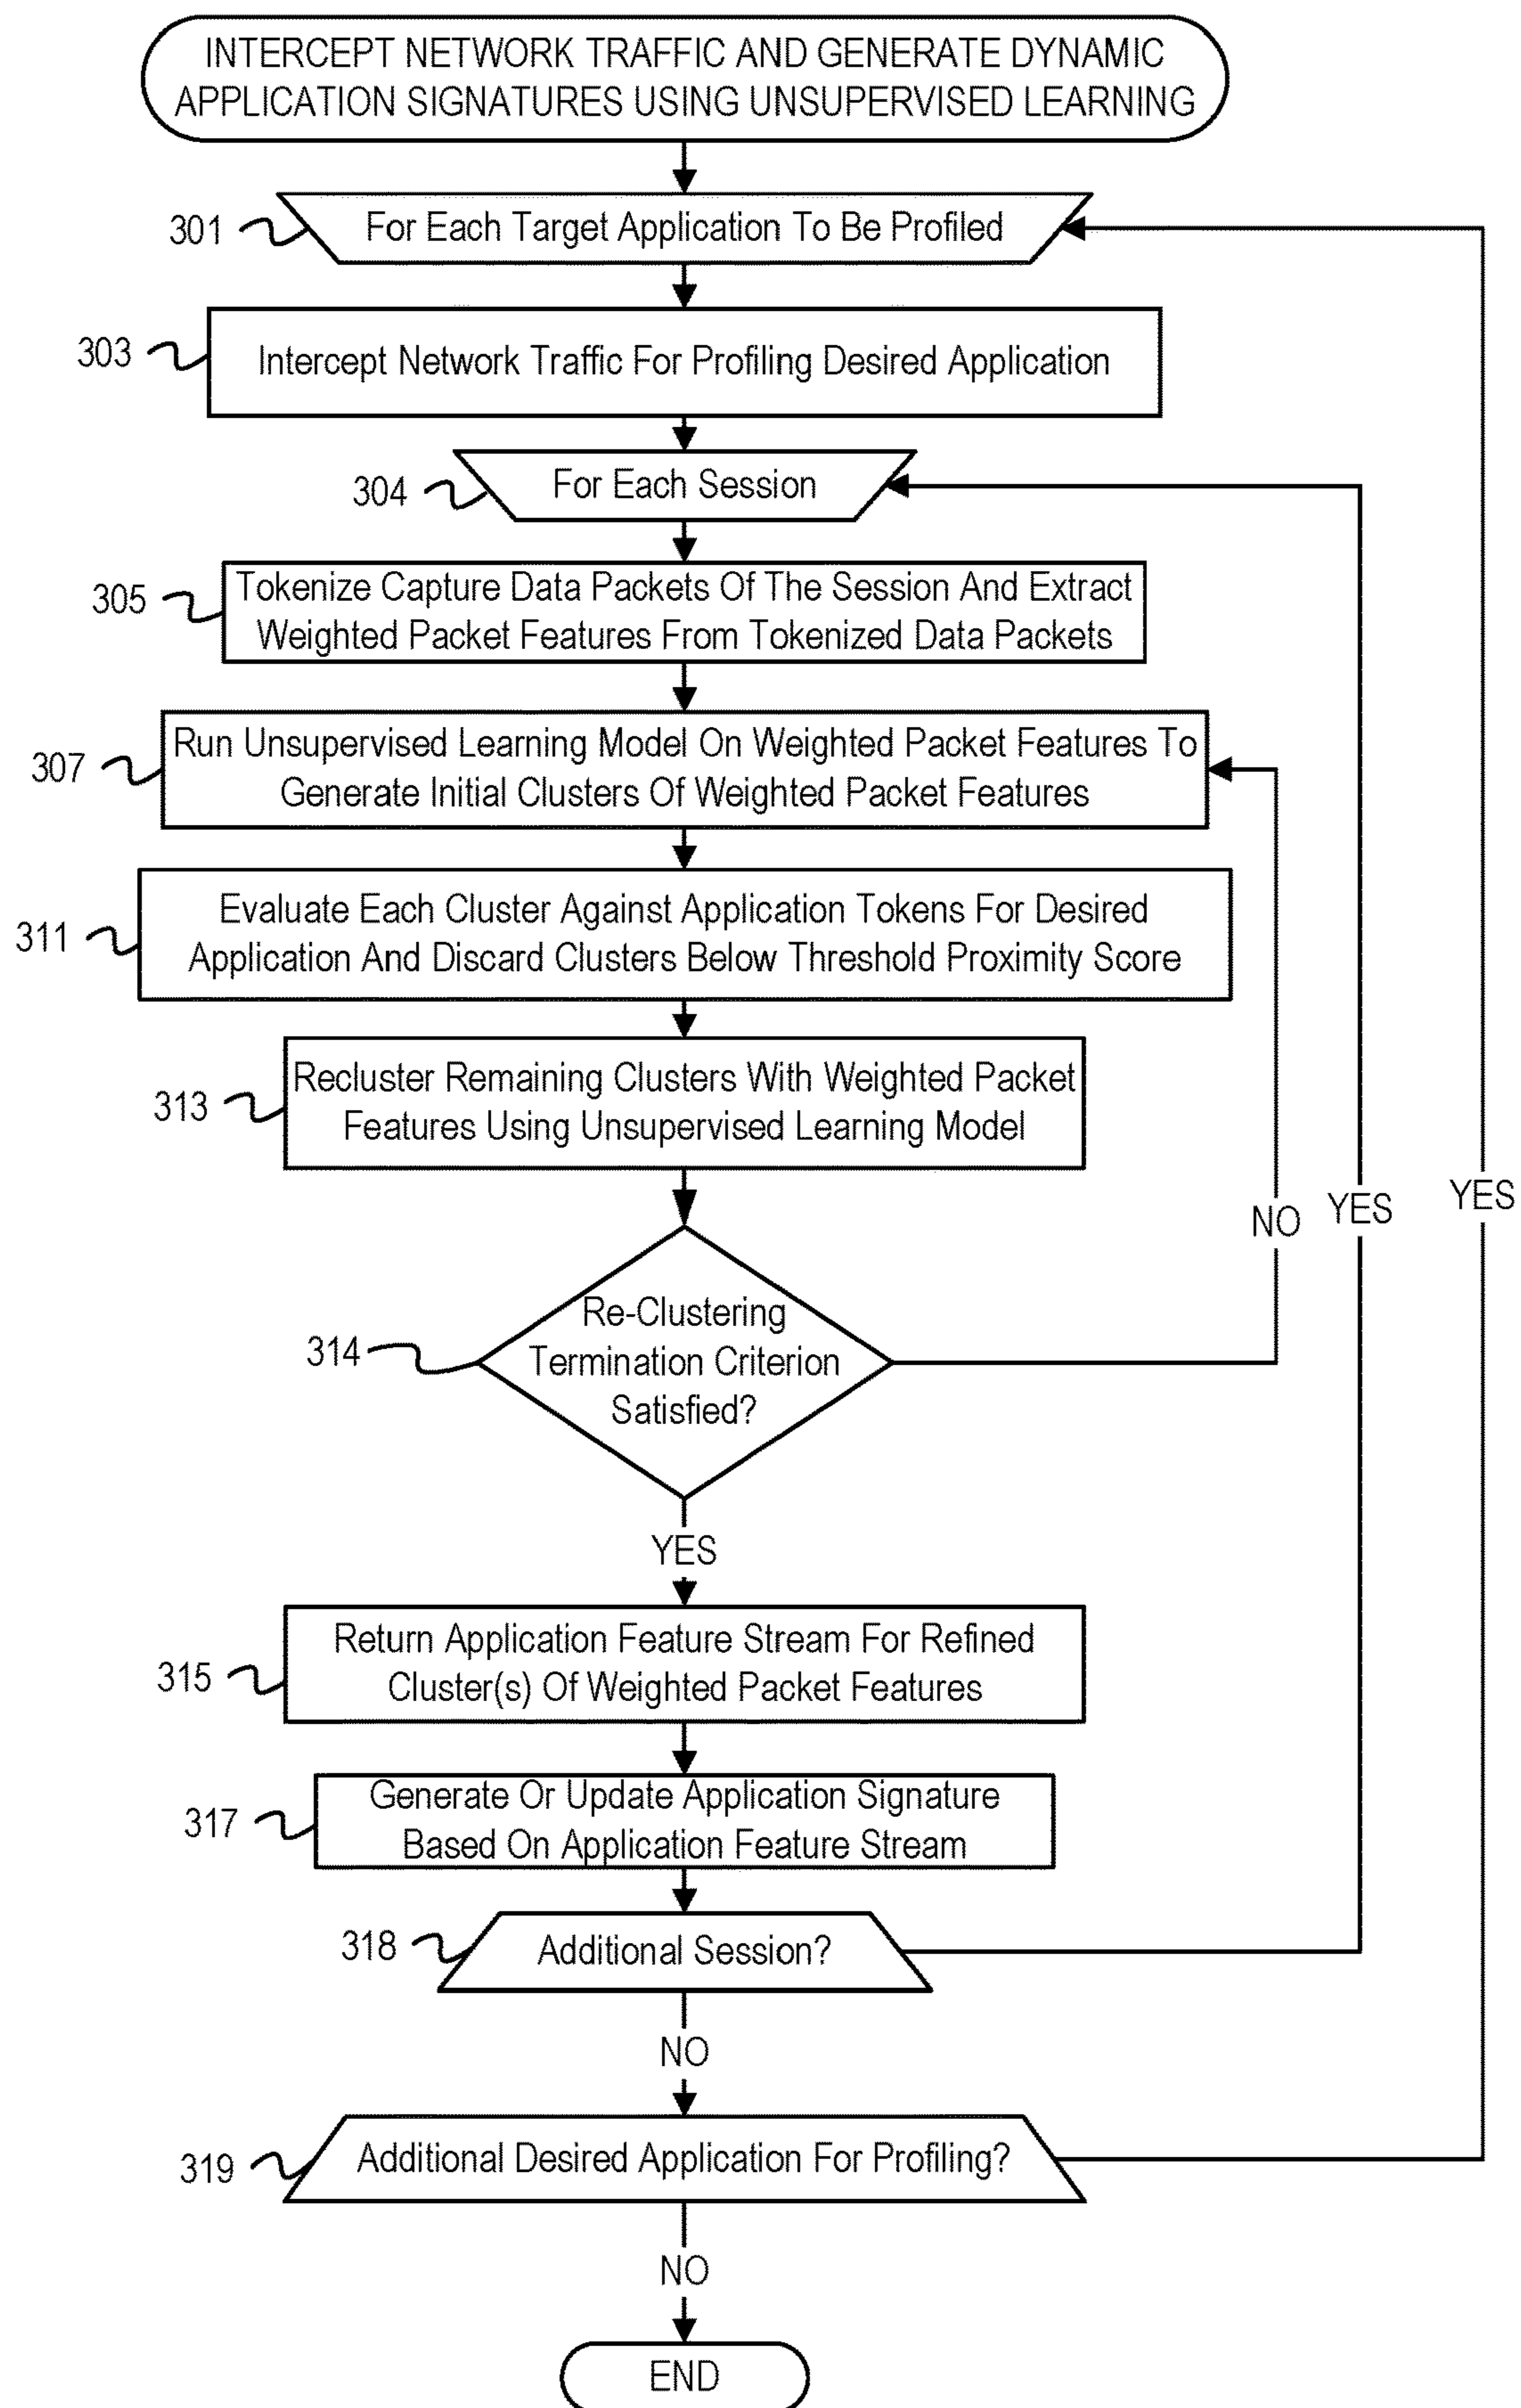 INTERCEPT NETWORK TRAFFIC AND GENERATE DYNAMIC
APPLICATION SIGNATURES USING UNSUPERVISED LEARNING
301
For Each Target Application To Be Profiled
303
Intercept Network Traffic For Profiling Desired Application
304
For Each Session
305
Tokenize Capture Data Packets Of The Session And Extract
Weighted Packet Features From Tokenized Data Packets
307
Run Unsupervised Learning Model On Weighted Packet Features To
Generate Initial Clusters Of Weighted Packet Features
311
Evaluate Each Cluster Against Application Tokens For Desired
Application And Discard Clusters Below Threshold Proximity Score
313
Recluster Remaining Clusters With Weighted Packet
Features Using Unsupervised Learning Model
314
Re-Clustering
Termination Criterion
Satisfied?
NO
YES
YES
YES
315
Return Application Feature Stream For Refined
Cluster(s) Of Weighted Packet Features
317
Generate Or Update Application Signature
Based On Application Feature Stream
318
Additional Session?
NO
319
Additional Desired Application For Profiling?
NO
END